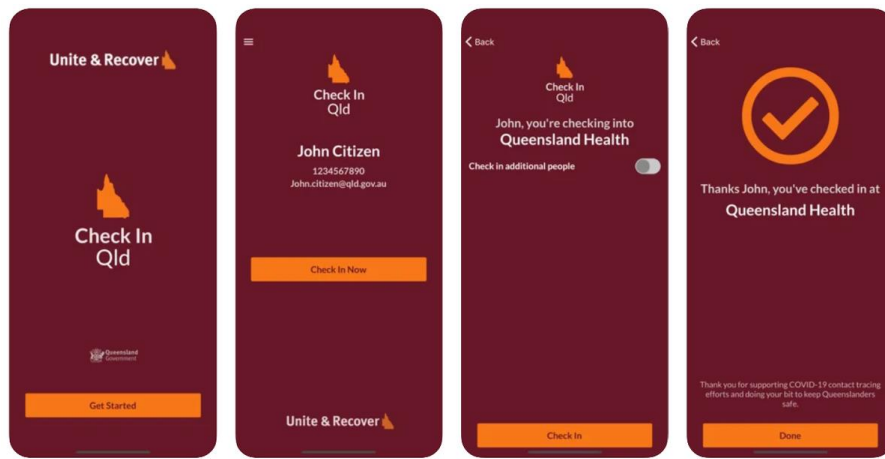 Unite & Recover
Check In
Qld
Queensland
Government
Get Started
Check In
Qld
John Citizen
1234567890
John.citizen@qld.gov.au
Check In Now
Unite & Recover
Back
Check In
Qld
John, you're checking into
Queensland Health
Check in additional people
Check In
Back
Thanks John, you've checked in at
Queensland Health
Thank you for supporting COVID-19 contact tracing
efforts and doing your bit to keep Queenslanders
safe.
Done